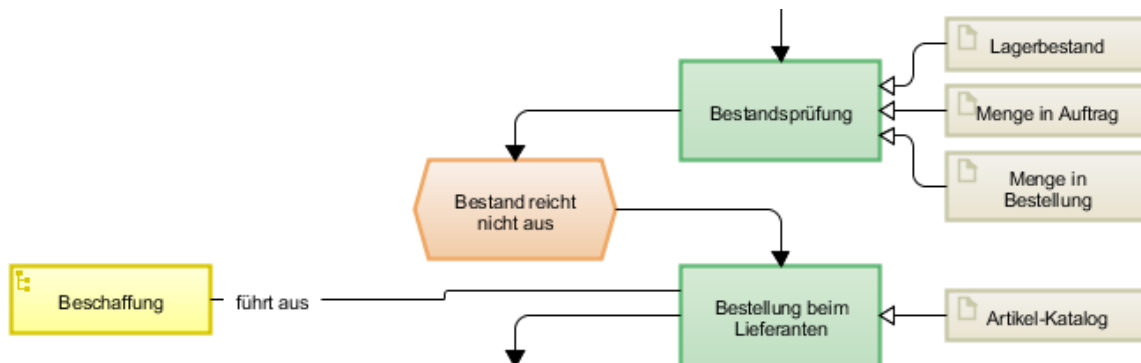 Lagerbestand
Bestandsprüfung
Menge in Auftrag
Menge in
Bestellung
Bestand reicht
nicht aus
Beschaffung
führt aus
Bestellung beim
Lieferanten
Artikel-Katalog